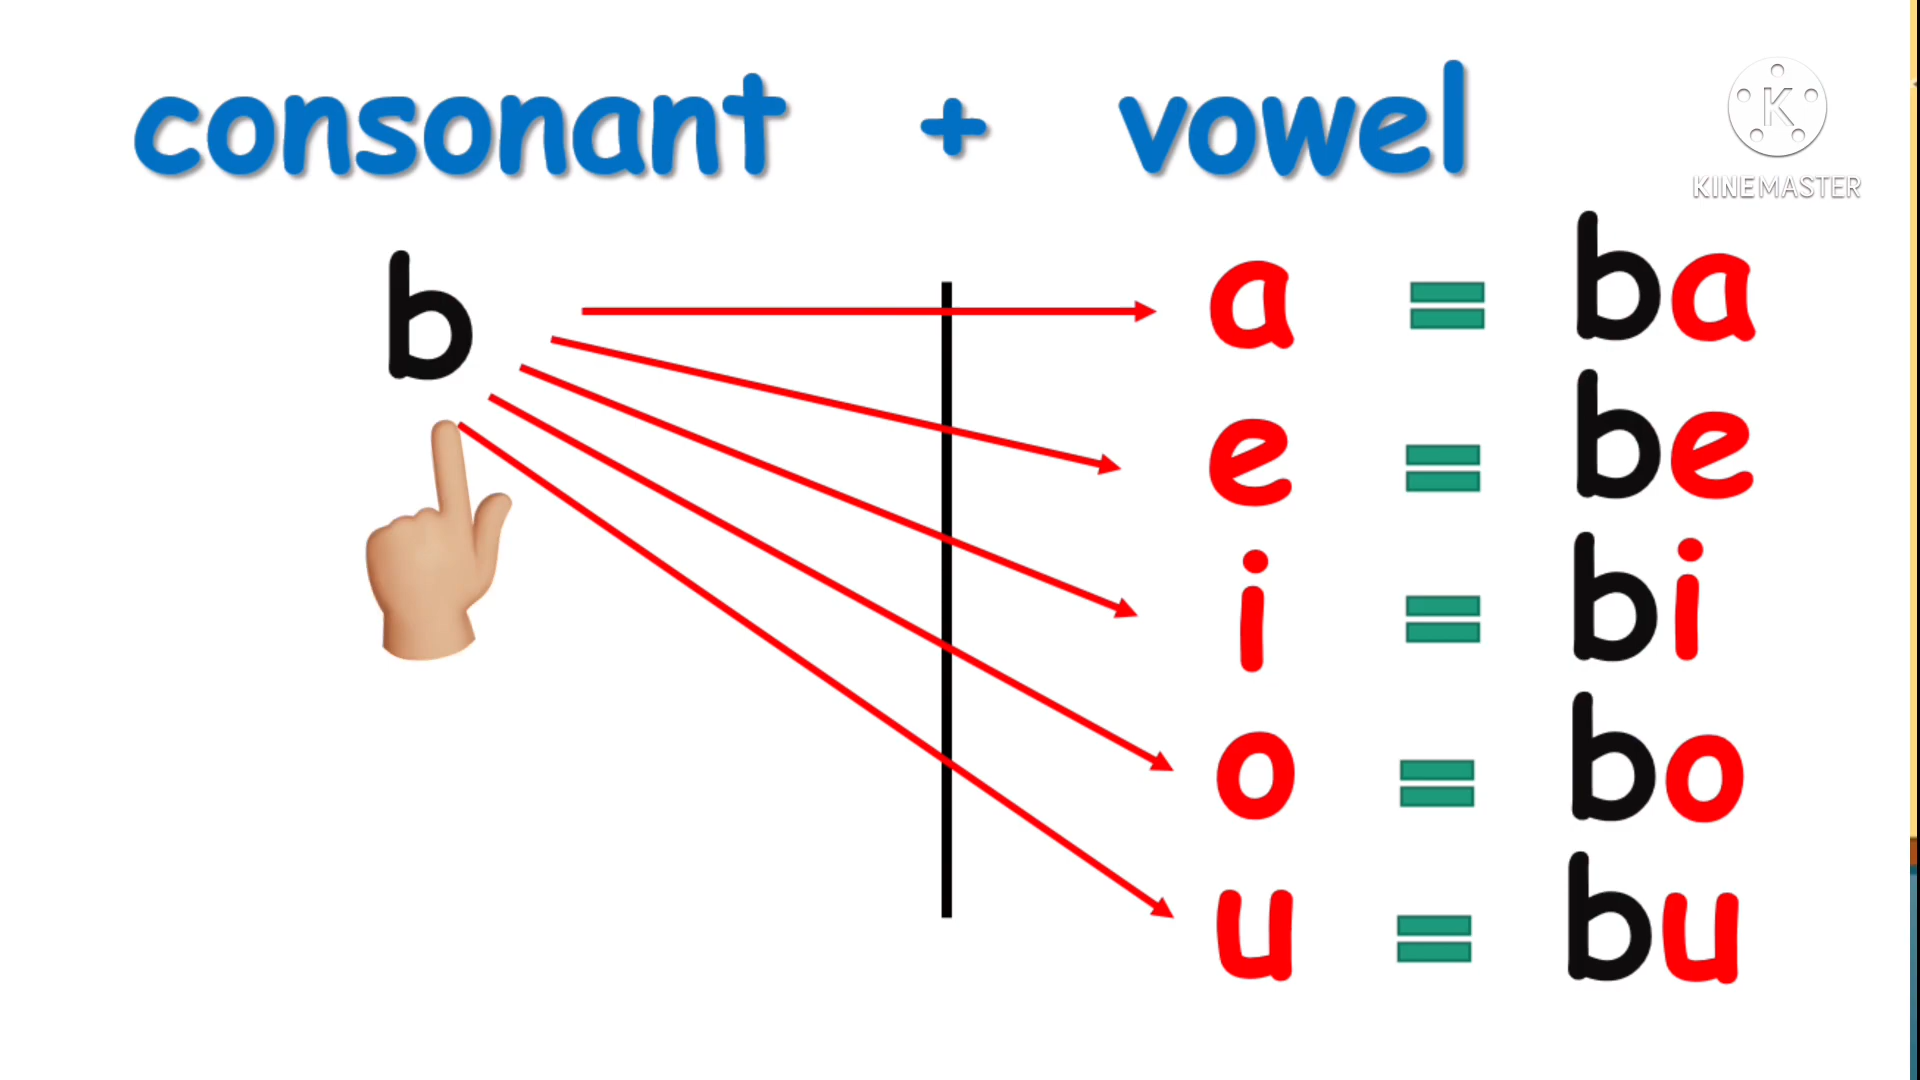 consonant + vowel
K
KINEMASTER
b a = ba
e = be
i = bi
o = bo
u = bu